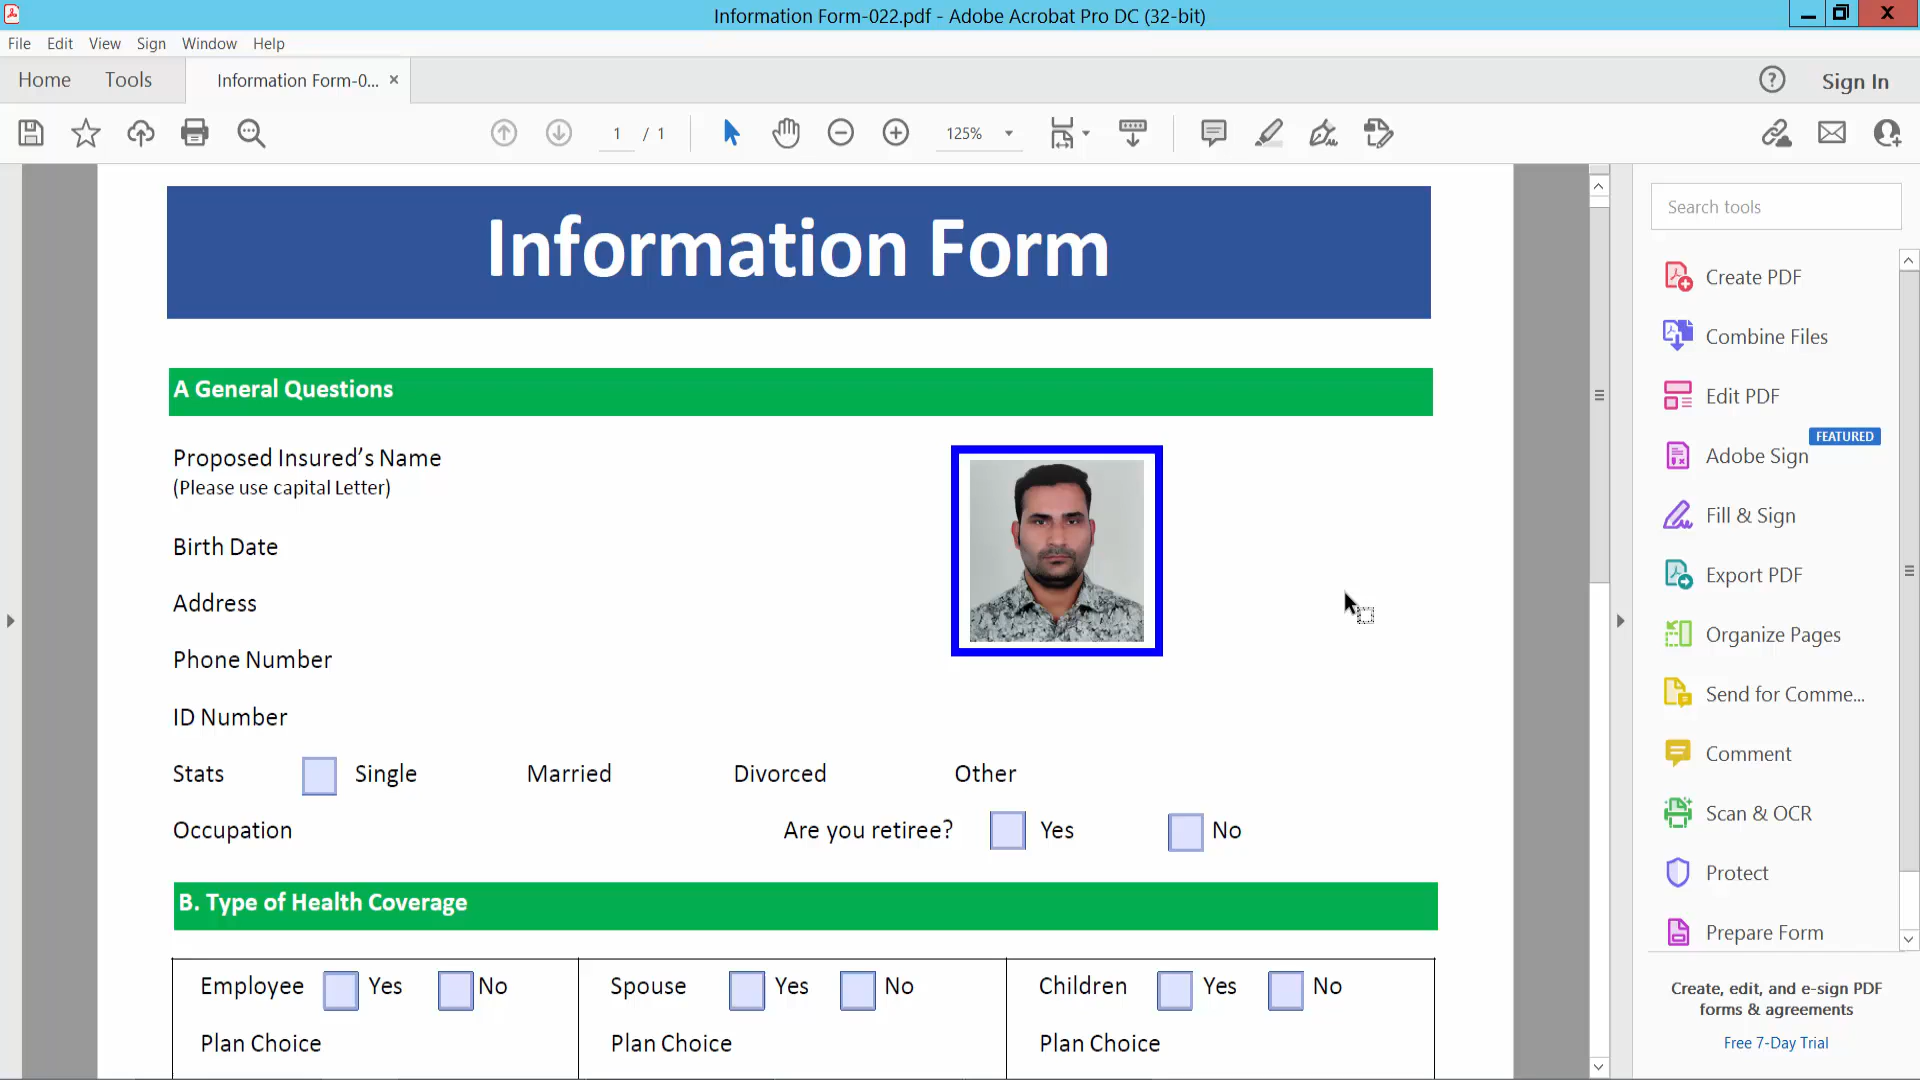 Information Form-022.pdf - Adobe Acrobat Pro DC (32-bit)
File Edit View Sign Window Help
Home Tools Information Form-0... × Sign In
1 / 1 125%
Information Form
A General Questions
Proposed Insured’s Name
(Please use capital Letter)
Birth Date
Address
Phone Number
ID Number
Stats Single Married Divorced Other
Occupation Are you retiree? Yes No
B. Type of Health Coverage
Employee Yes No Spouse Yes No Children Yes No
Plan Choice Plan Choice Plan Choice
Search tools
Create PDF
Combine Files
Edit PDF
FEATURED
Adobe Sign
Fill & Sign
Export PDF
Organize Pages
Send for Comme...
Comment
Scan & OCR
Protect
Prepare Form
Create, edit, and e-sign PDF
forms & agreements
Free 7-Day Trial